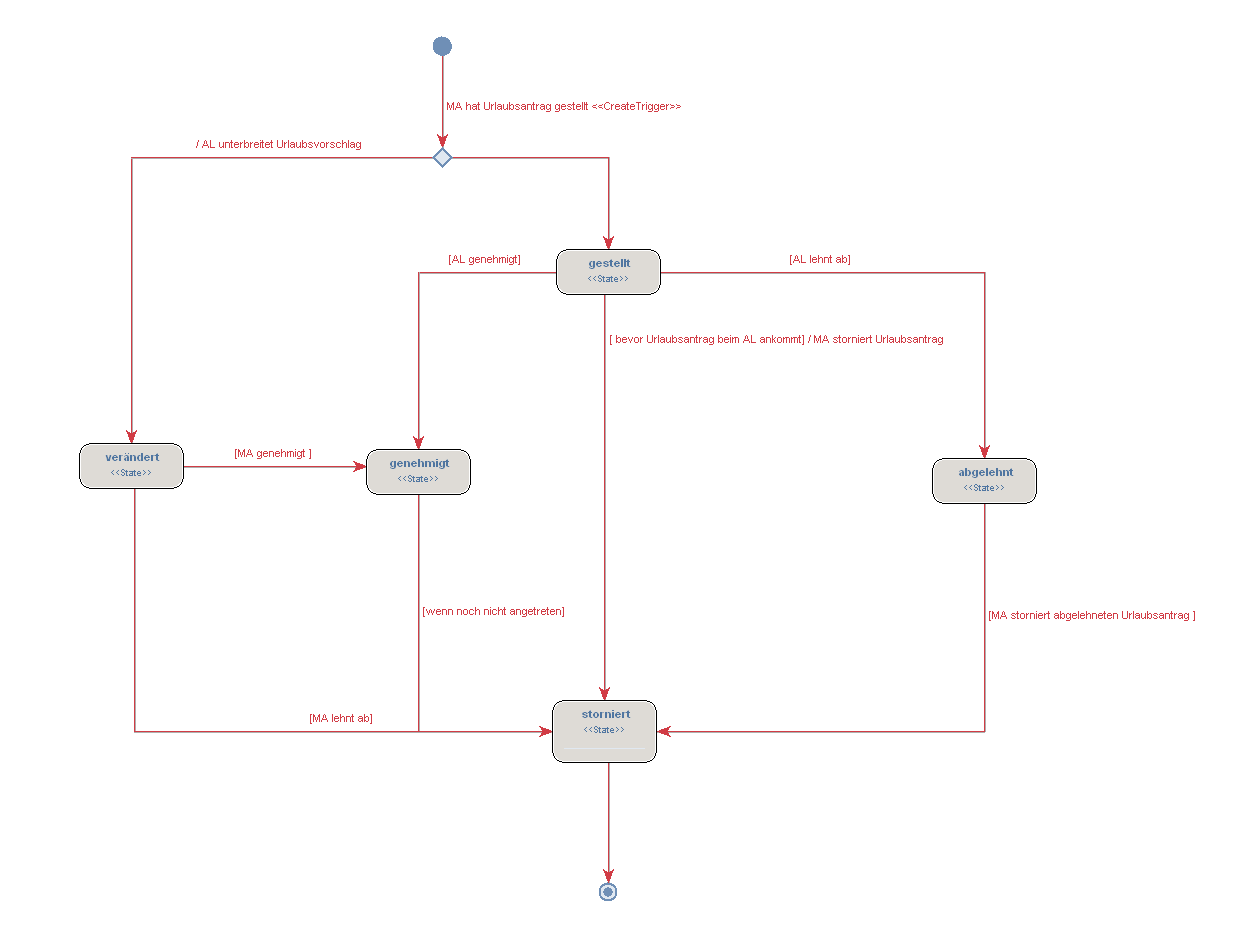 MA hat Urlaubsantrag gestellt <<CreateTrigger>>
/ AL unterbreitet Urlaubsvorschlag
gestellt
<<State>>
[AL genehmigt]
[AL lehnt ab]
[ bevor Urlaubsantrag beim AL ankommt] / MA storniert Urlaubsantrag
verändert
<<State>>
[MA genehmigt ]
genehmigt
<<State>>
abgelehnt
<<State>>
[wenn noch nicht angetreten]
[MA storniert abgelehneten Urlaubsantrag ]
[MA lehnt ab]
storniert
<<State>>